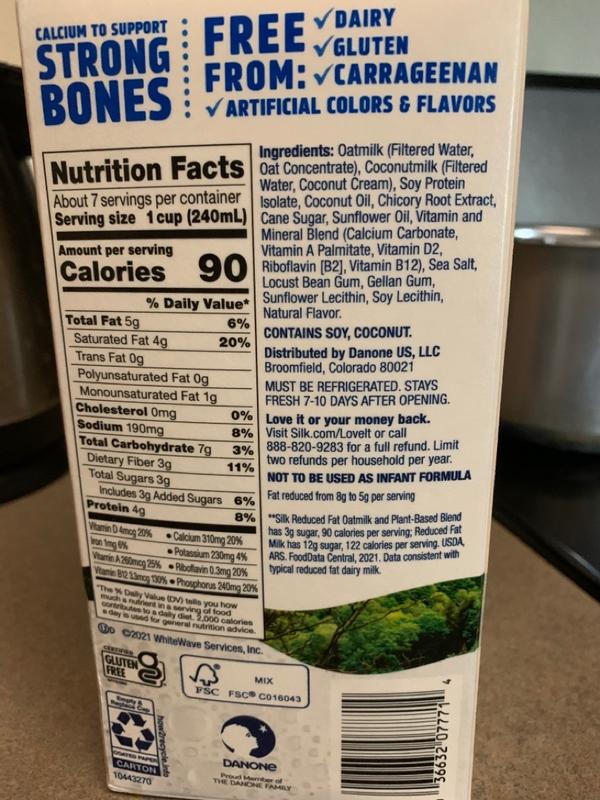 CALCIUM TO SUPPORT
STRONG
BONES
FREE
FROM:
✓DAIRY
✓GLUTEN
✓CARRAGEENAN
✓ARTIFICIAL COLORS & FLAVORS
Nutrition Facts
About 7 servings per container
Serving size 1 cup (240mL)
Amount per serving
Calories 90
% Daily Value*
Total Fat 5g 6%
Saturated Fat 4g 20%
Trans Fat 0g
Polyunsaturated Fat 0g
Monounsaturated Fat 1g
Cholesterol 0mg 0%
Sodium 190mg 8%
Total Carbohydrate 7g 3%
Dietary Fiber 3g 11%
Total Sugars 3g
Includes 3g Added Sugars 6%
Protein 4g 8%
Vitamin D 4mcg 20% • Calcium 310mg 20%
Iron 1mg 6% • Potassium 230mg 4%
Vitamin A 260mcg 25% • Riboflavin 0.3mg 20%
Vitamin B12 3.3mcg 130% • Phosphorus 240mg 20%
*The % Daily Value (DV) tells you how
much a nutrient in a serving of food
contributes to a daily diet. 2,000 calories
a day is used for general nutrition advice.
Ingredients: Oatmilk (Filtered Water,
Oat Concentrate), Coconutmilk (Filtered
Water, Coconut Cream), Soy Protein
Isolate, Coconut Oil, Chicory Root Extract,
Cane Sugar, Sunflower Oil, Vitamin and
Mineral Blend (Calcium Carbonate,
Vitamin A Palmitate, Vitamin D2,
Riboflavin [B2], Vitamin B12), Sea Salt,
Locust Bean Gum, Gellan Gum,
Sunflower Lecithin, Soy Lecithin,
Natural Flavor.
CONTAINS SOY, COCONUT.
Distributed by Danone US, LLC
Broomfield, Colorado 80021
MUST BE REFRIGERATED. STAYS
FRESH 7-10 DAYS AFTER OPENING.
Love it or your money back.
Visit Silk.com/LoveIt or call
888-820-9283 for a full refund. Limit
two refunds per household per year.
NOT TO BE USED AS INFANT FORMULA
Fat reduced from 8g to 5g per serving
**Silk Reduced Fat Oatmilk and Plant-Based Blend
has 3g sugar, 90 calories per serving; Reduced Fat
Milk has 12g sugar, 122 calories per serving. USDA,
ARS. FoodData Central, 2021. Data consistent with
typical reduced fat dairy milk.
UD ©2021 WhiteWave Services, Inc.
CERTIFIED
GLUTEN
FREE
FSC
MIX
FSC® C016043
Empty &
Replace Cap
COATED PAPER
CARTON
how2recycle.info
10443270
DANONE
Proud Member of
THE DANONE FAMILY
36632 07771 4